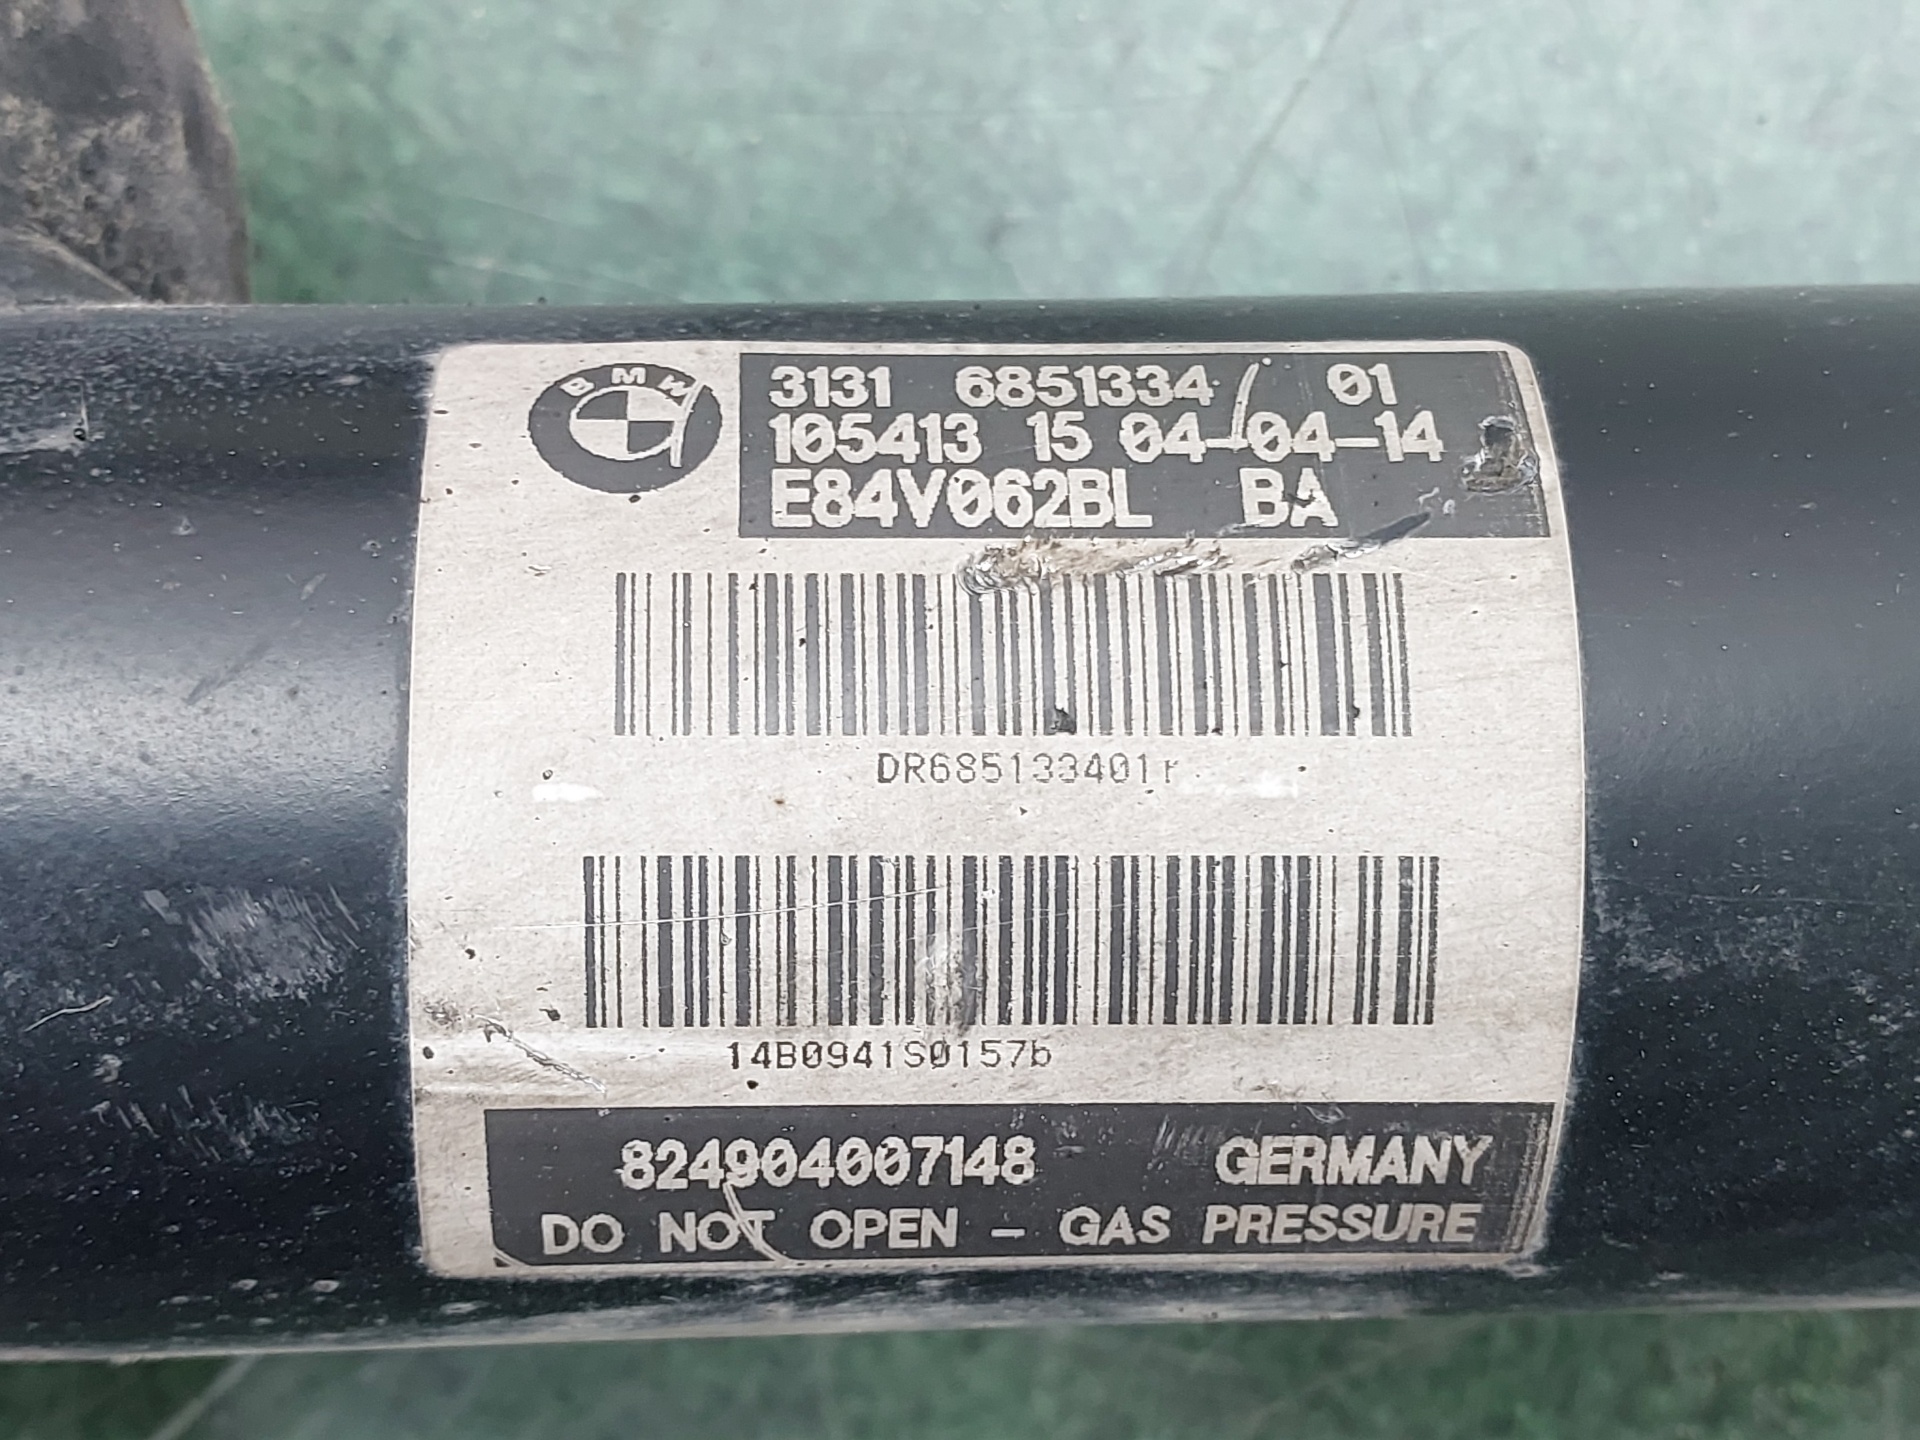 BMW
3131 6851334 01
105413 15 04-04-14
E84V062BL BA
DR685133401r
14B0941S0157b
824904007148 GERMANY
DO NOT OPEN - GAS PRESSURE